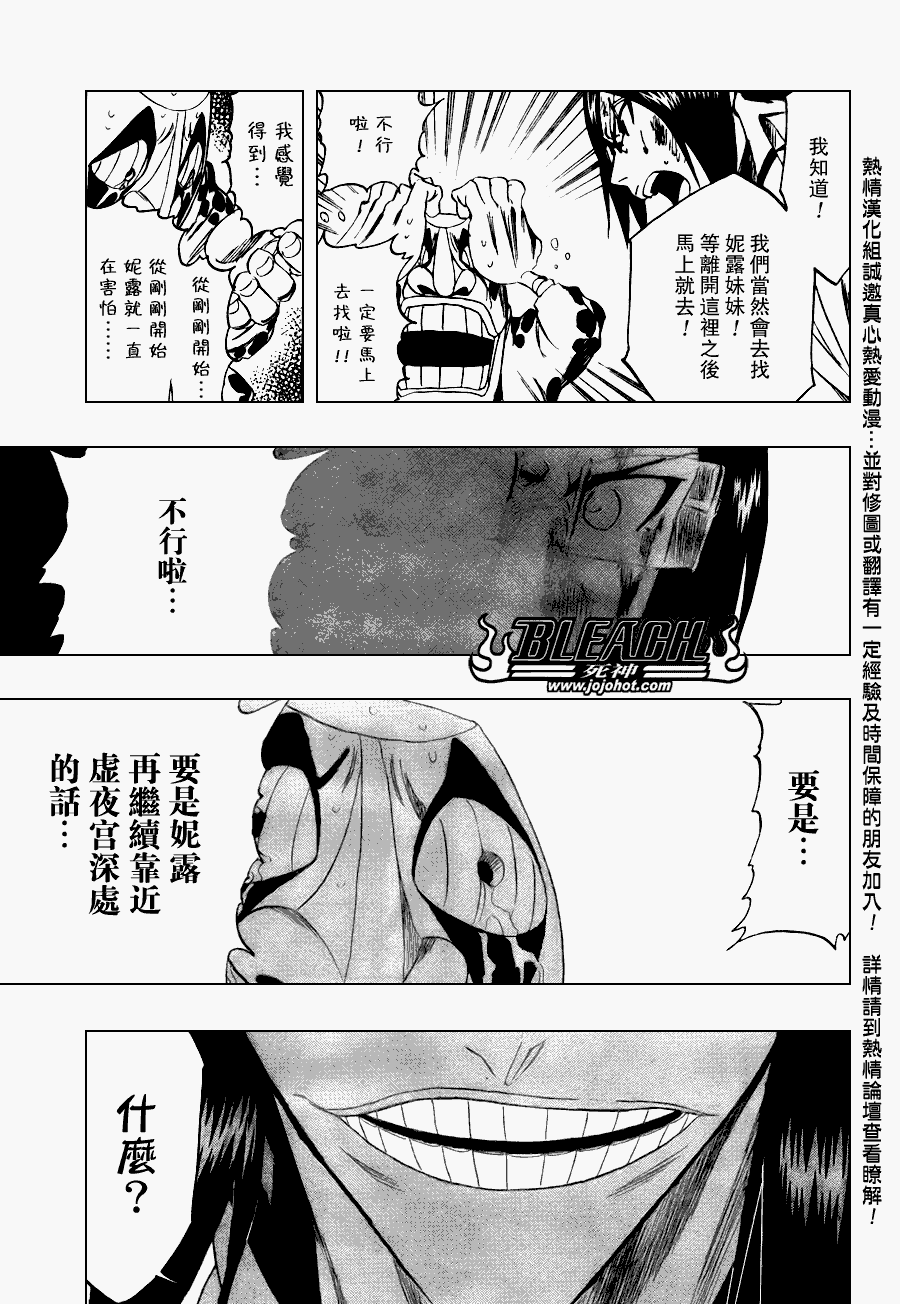 我知道！
我們當然會去找
妮露妹妹！
等離開這裡之後
馬上就去！
不行
啦！
一定要馬上
去找啦！！
我感覺
得到…
從剛剛開始…
從剛剛開始
妮露就一直
在害怕……
不行啦…
BLEACH
死神
www.jojohot.com
要是…
要是妮露
再繼續靠近
虛夜宮深處
的話…
什麼？
熱情漢化組誠邀真心熱愛動漫…並對修圖或翻譯有一定經驗及時間保障的朋友加入！　詳情請到熱情論壇查看瞭解！